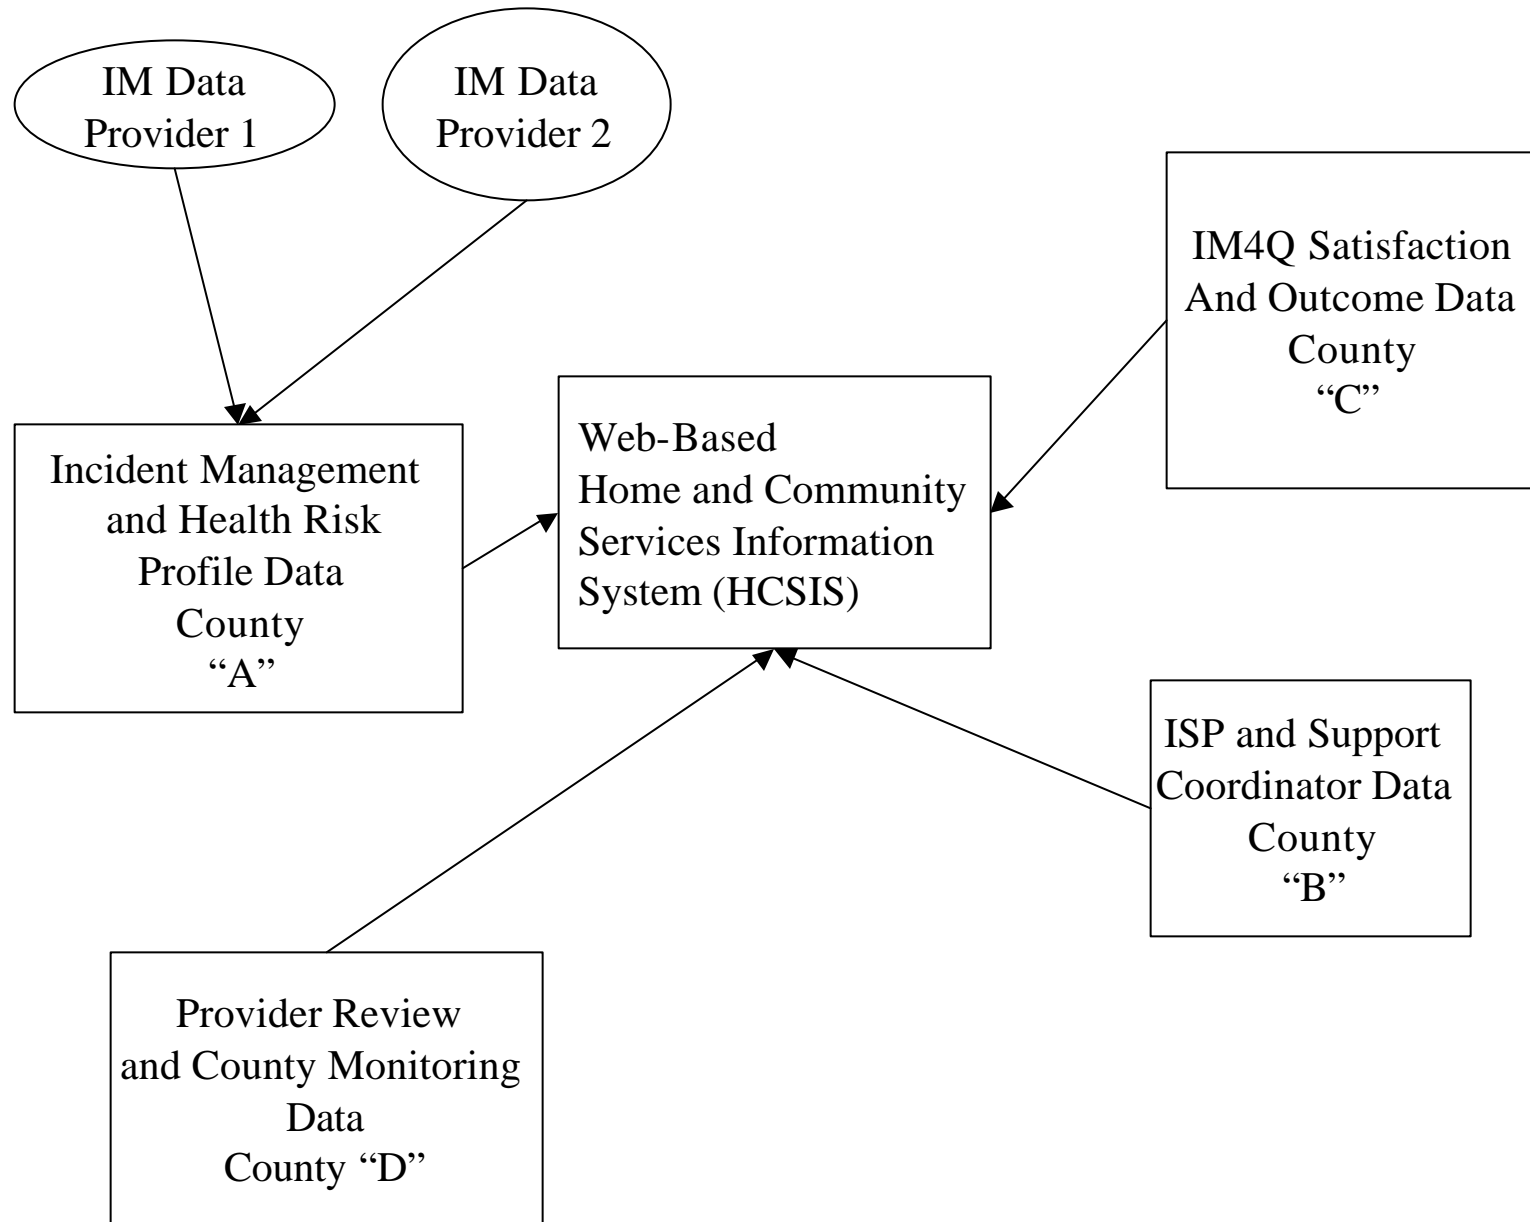 IM Data
Provider 1
IM Data
Provider 2
IM4Q Satisfaction
And Outcome Data
County
“C”
Incident Management
and Health Risk
Profile Data
County
“A”
Web-Based
Home and Community
Services Information
System (HCSIS)
ISP and Support
Coordinator Data
County
“B”
Provider Review
and County Monitoring
Data
County “D”